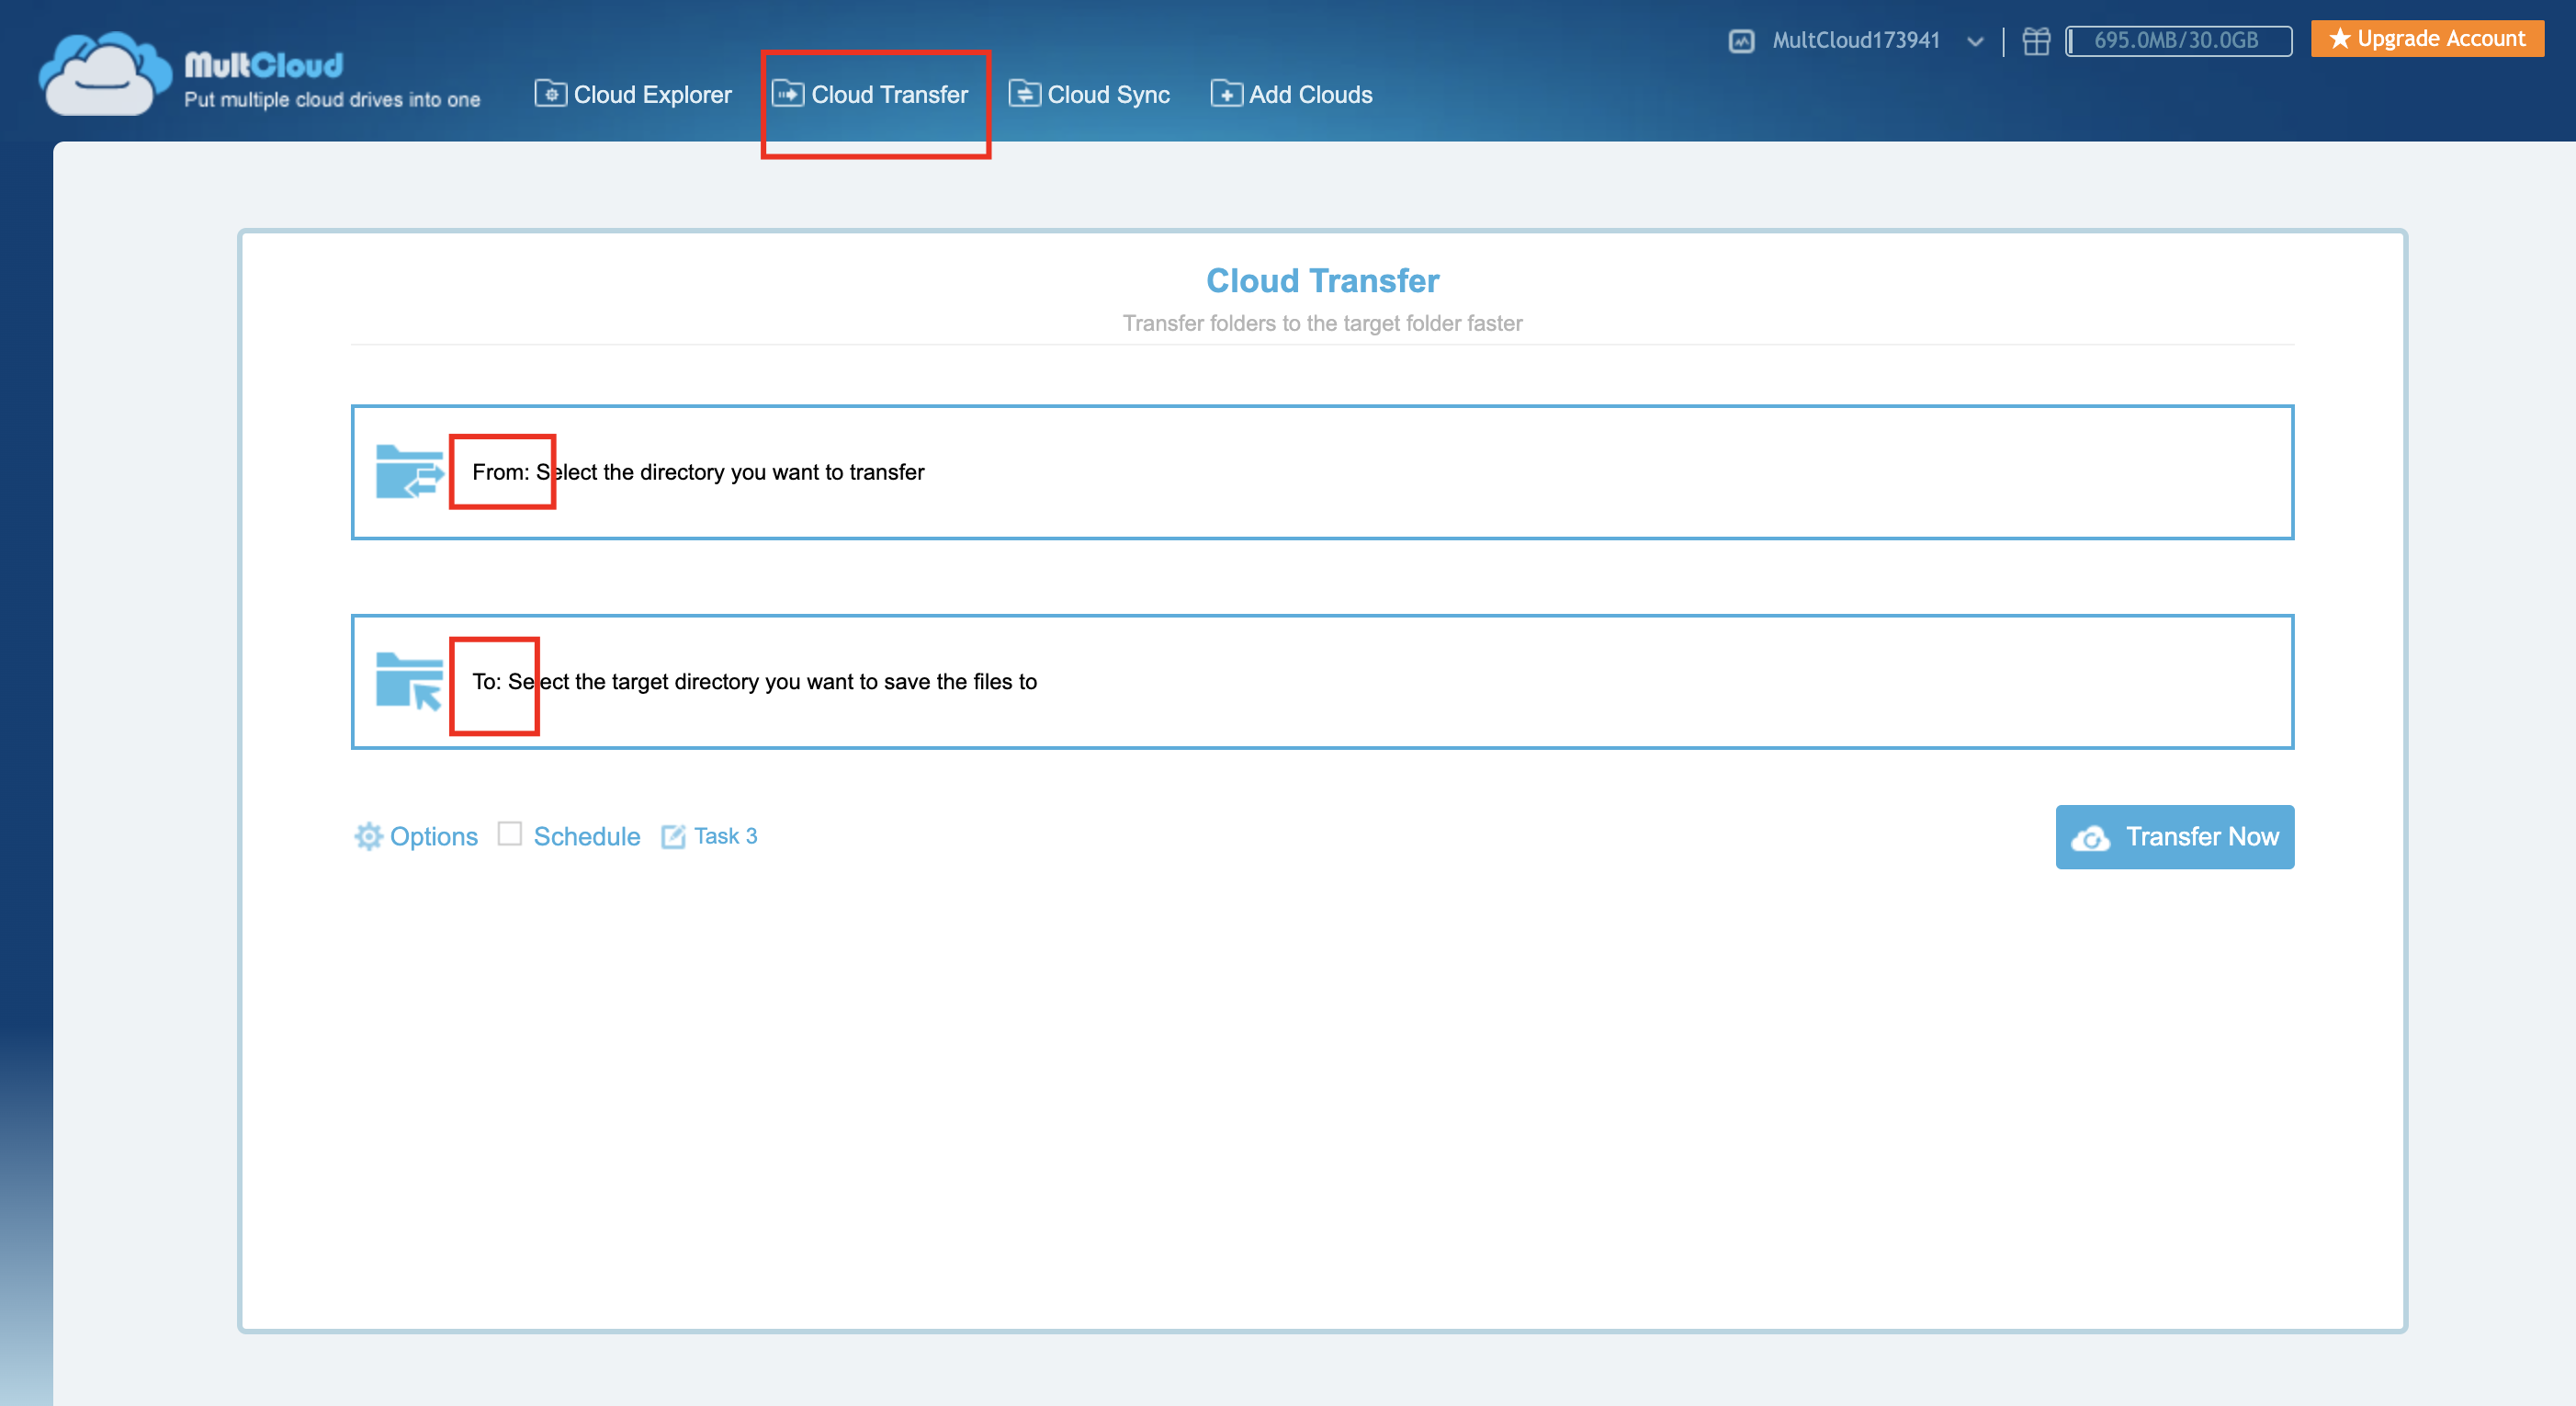 MultCloud
Put multiple cloud drives into one
Cloud Explorer
Cloud Transfer
Cloud Sync
Add Clouds
MultCloud173941
695.0MB/30.0GB
Upgrade Account
Cloud Transfer
Transfer folders to the target folder faster
From: Select the directory you want to transfer
To: Select the target directory you want to save the files to
Options
Schedule
Task 3
Transfer Now